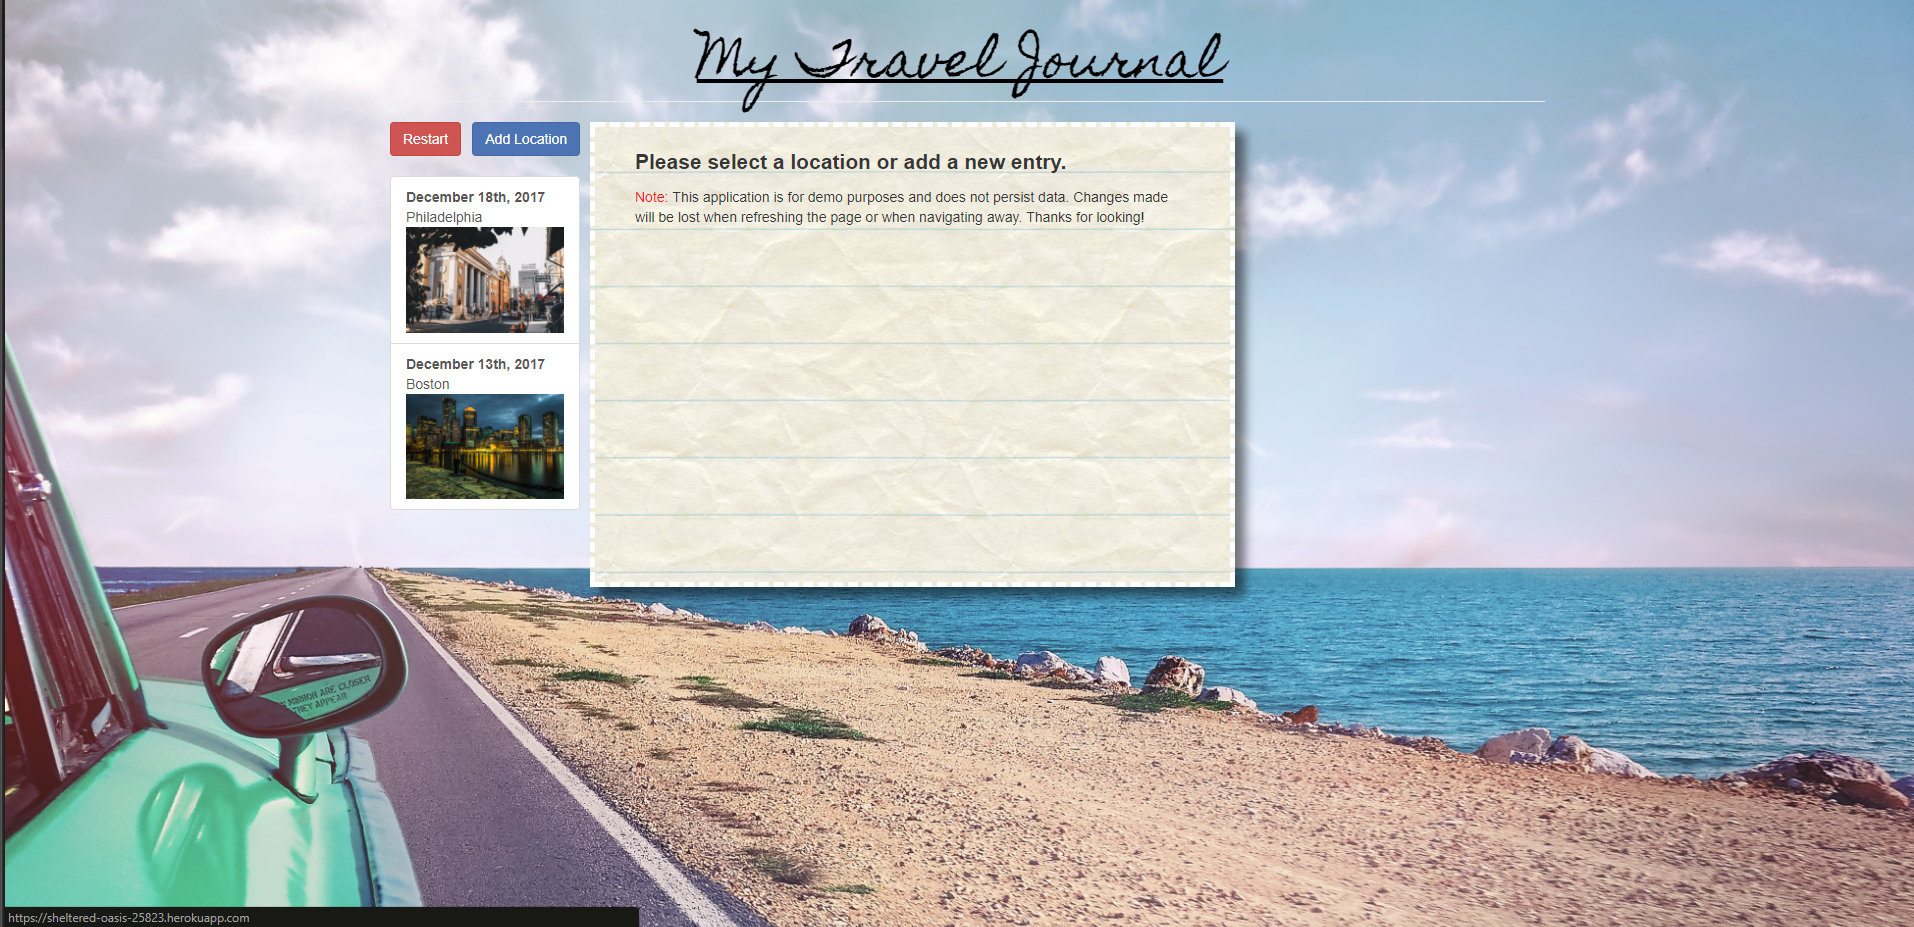 My Travel Journal
Restart
Add Location
December 18th, 2017
Philadelphia
December 13th, 2017
Boston
Please select a location or add a new entry.
Note: This application is for demo purposes and does not persist data. Changes made
will be lost when refreshing the page or when navigating away. Thanks for looking!
MIRROR ARE CLOSER
THEY APPEAR
https://sheltered-oasis-25823.herokuapp.com